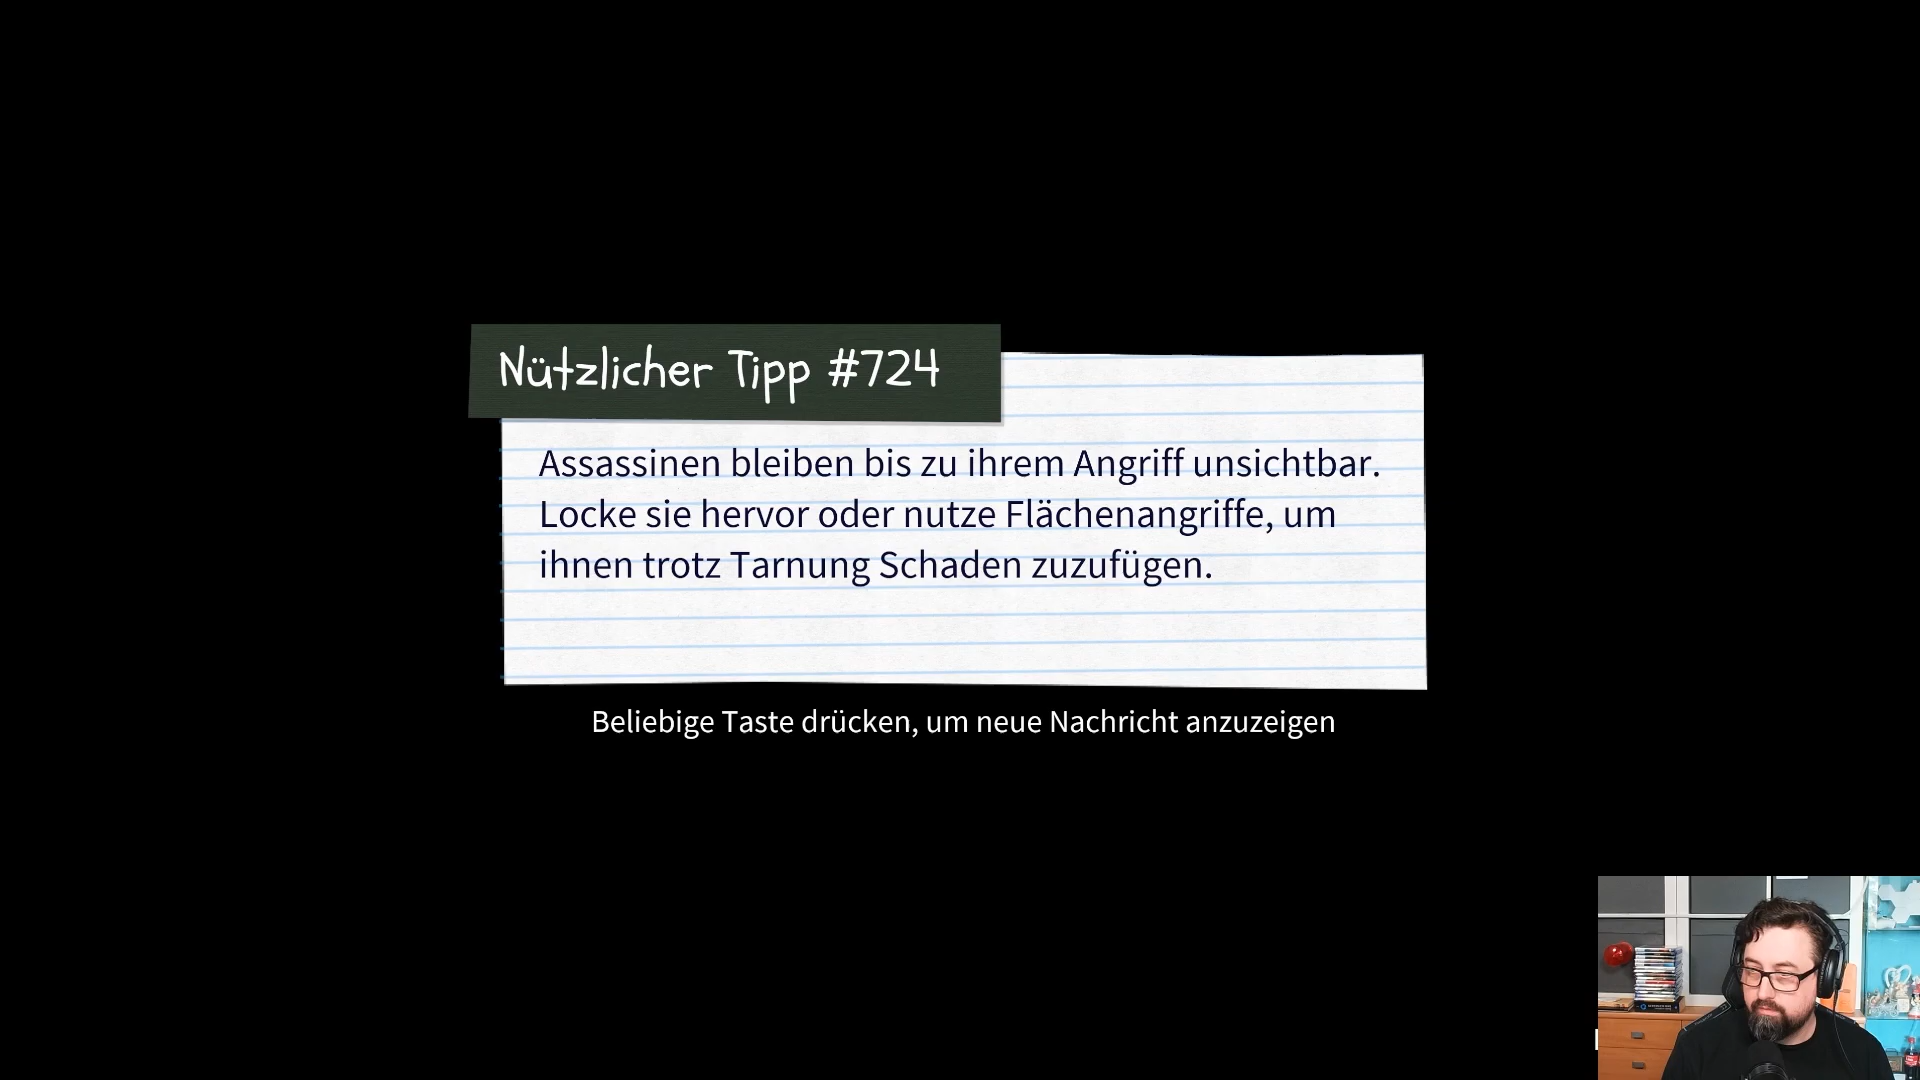 Nützlicher Tipp #724
Assassinen bleiben bis zu ihrem Angriff unsichtbar.
Locke sie hervor oder nutze Flächenangriffe, um
ihnen trotz Tarnung Schaden zuzufügen.
Beliebige Taste drücken, um neue Nachricht anzuzeigen